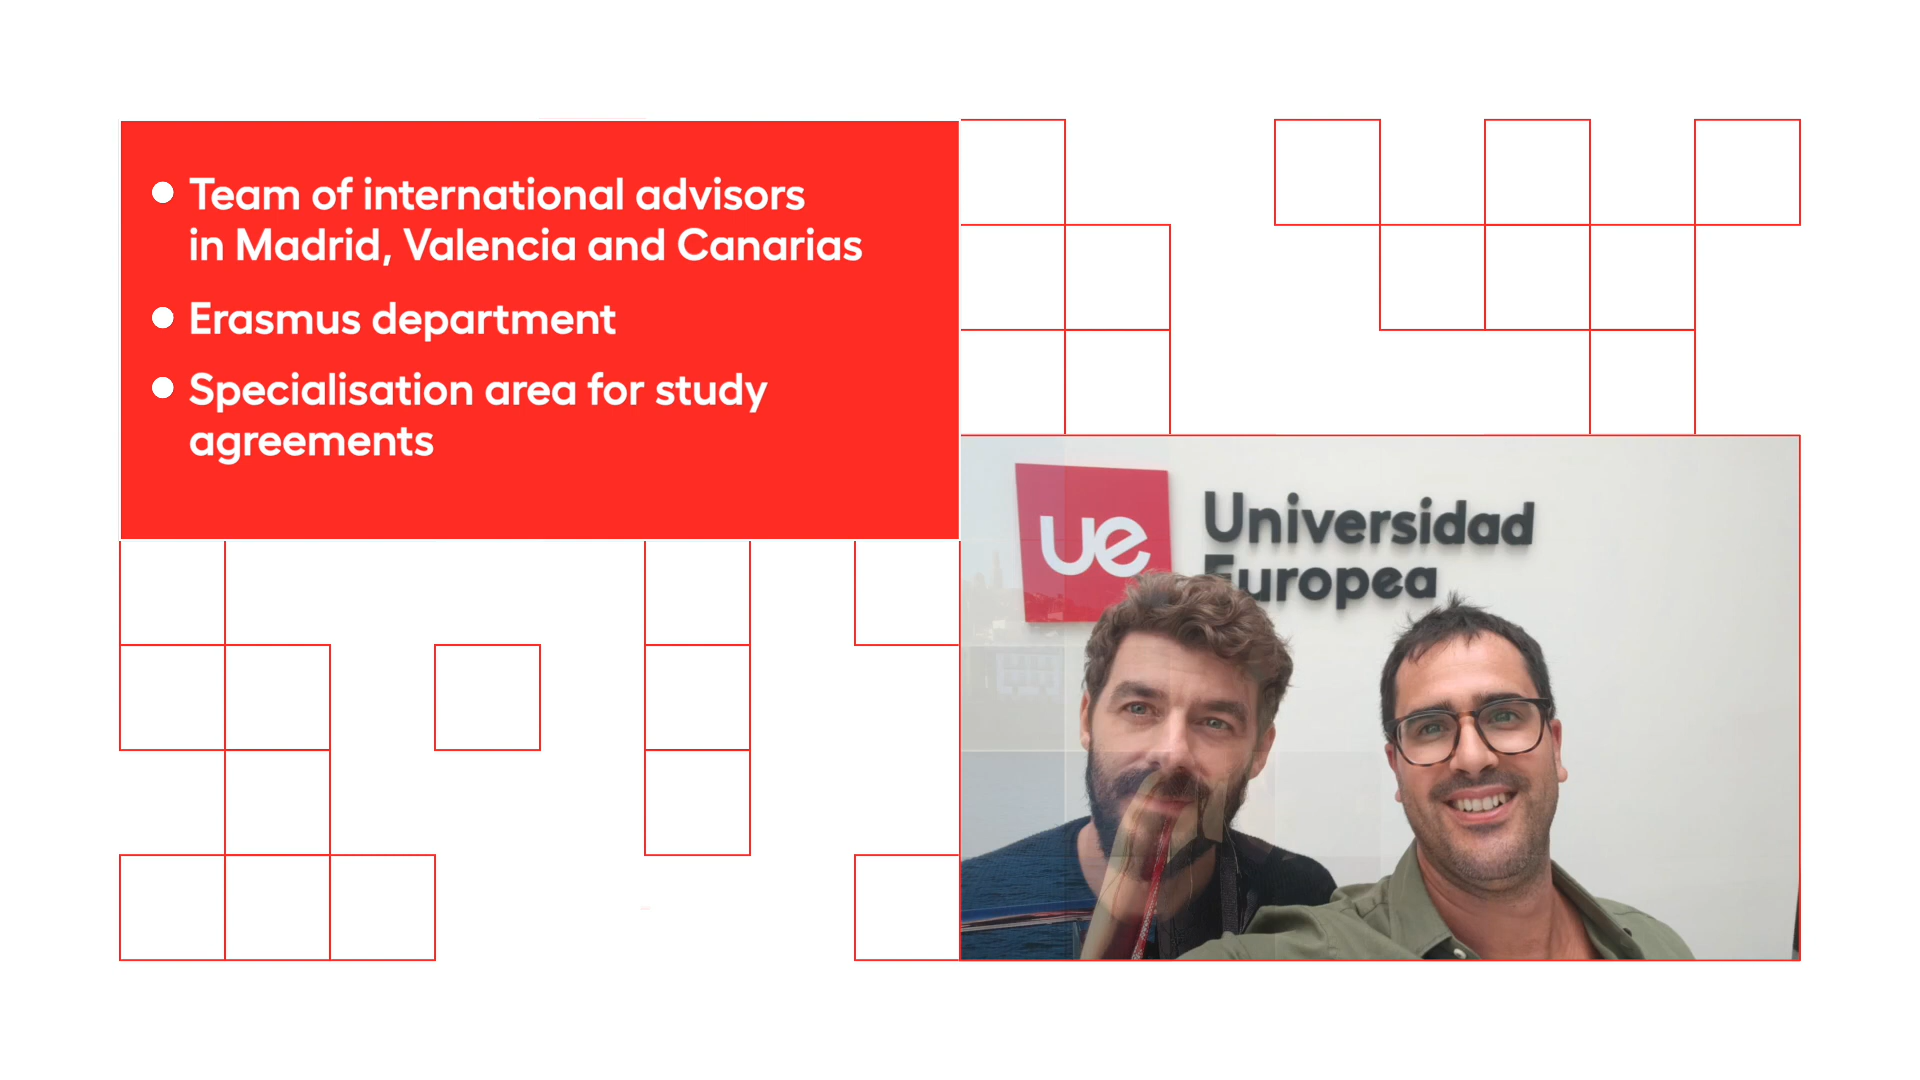 Team of international advisors
in Madrid, Valencia and Canarias
Erasmus department
Specialisation area for study
agreements
ue
Universidad
Europea